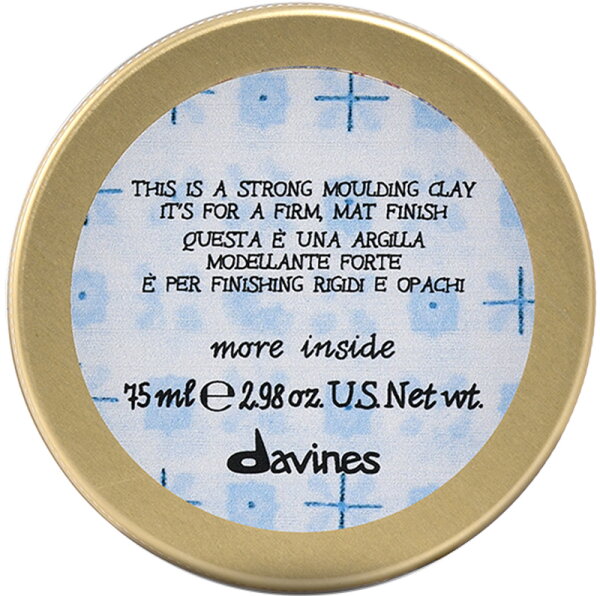 THIS IS A STRONG MOULDING CLAY
IT'S FOR A FIRM, MAT FINISH
QUESTA È UNA ARGILLA
MODELLANTE FORTE
È PER FINISHING RIGIDI E OPACHI
more inside
75 ml ℮ 2.98 oz. U.S. Net wt.
davines